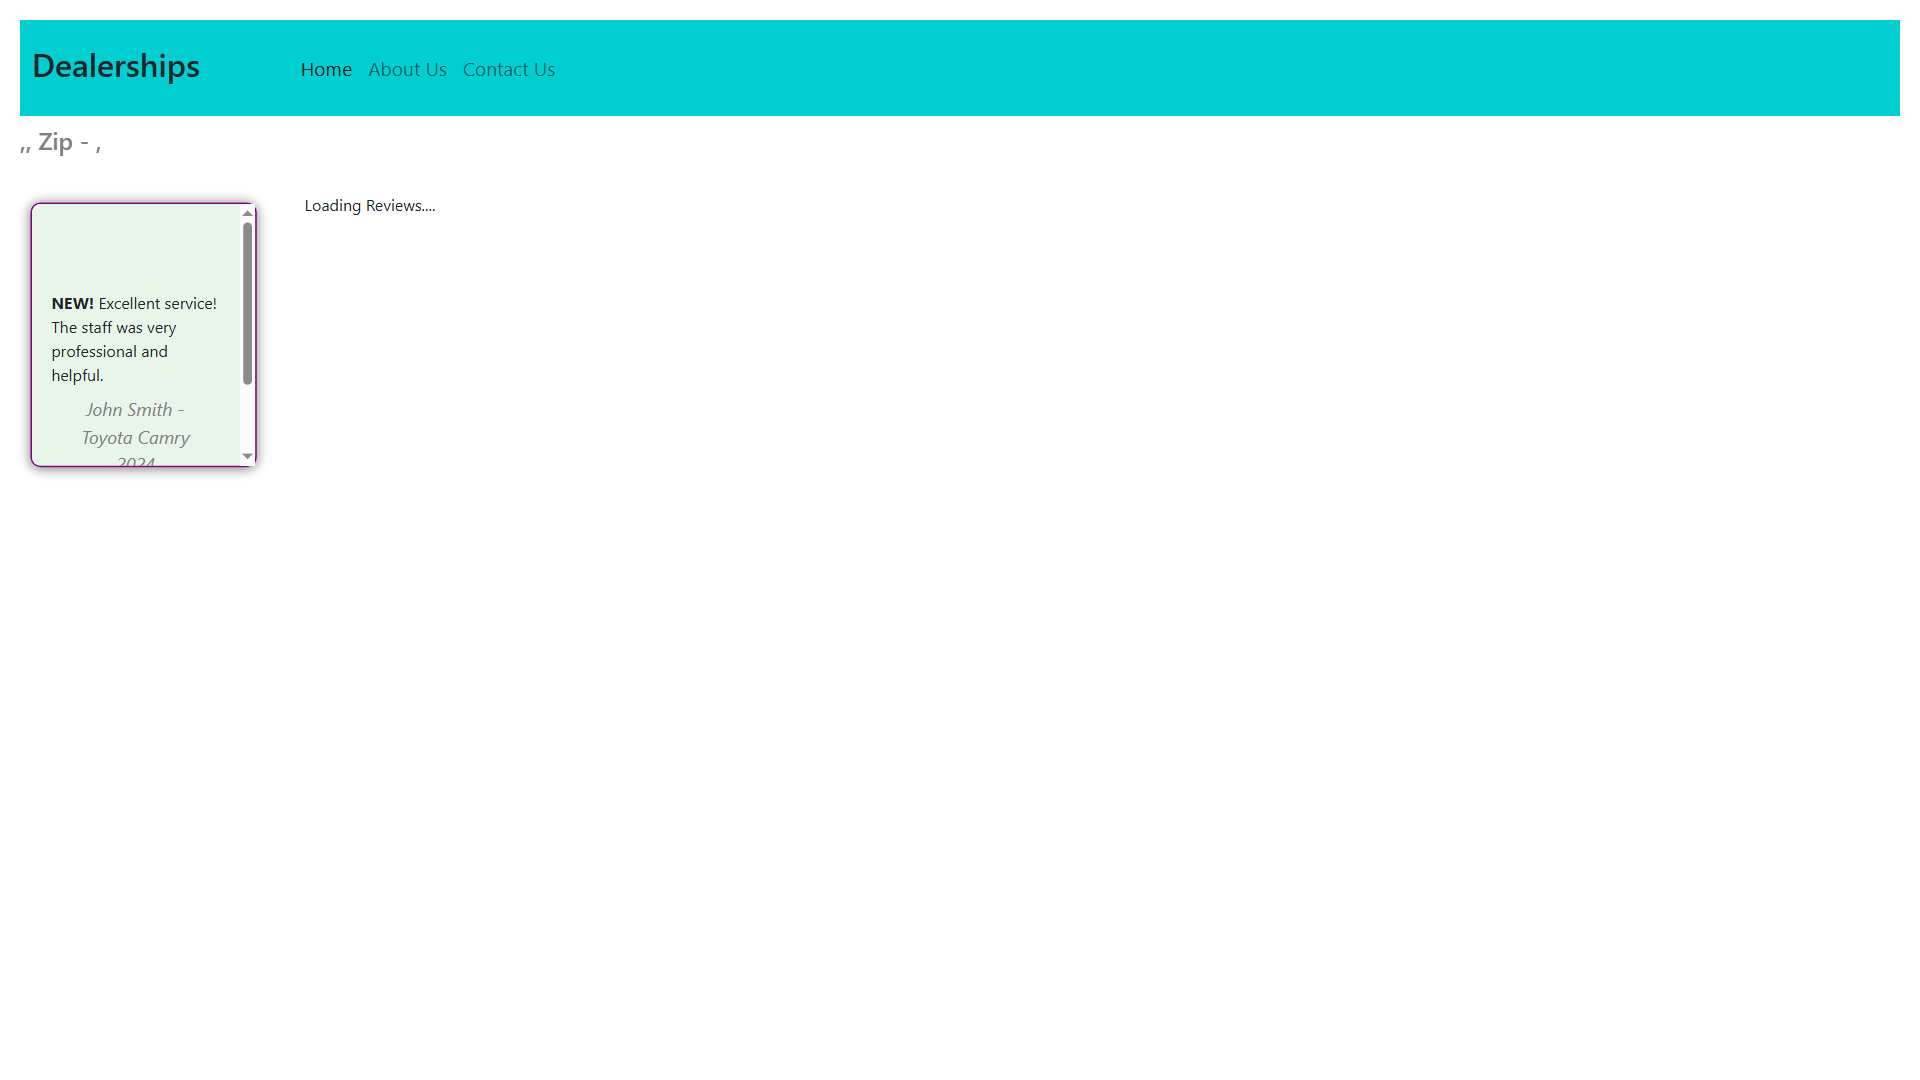 Dealerships
Home About Us Contact Us
,, Zip - ,
NEW! Excellent service!
The staff was very
professional and
helpful.
John Smith -
Toyota Camry
2024
Loading Reviews....